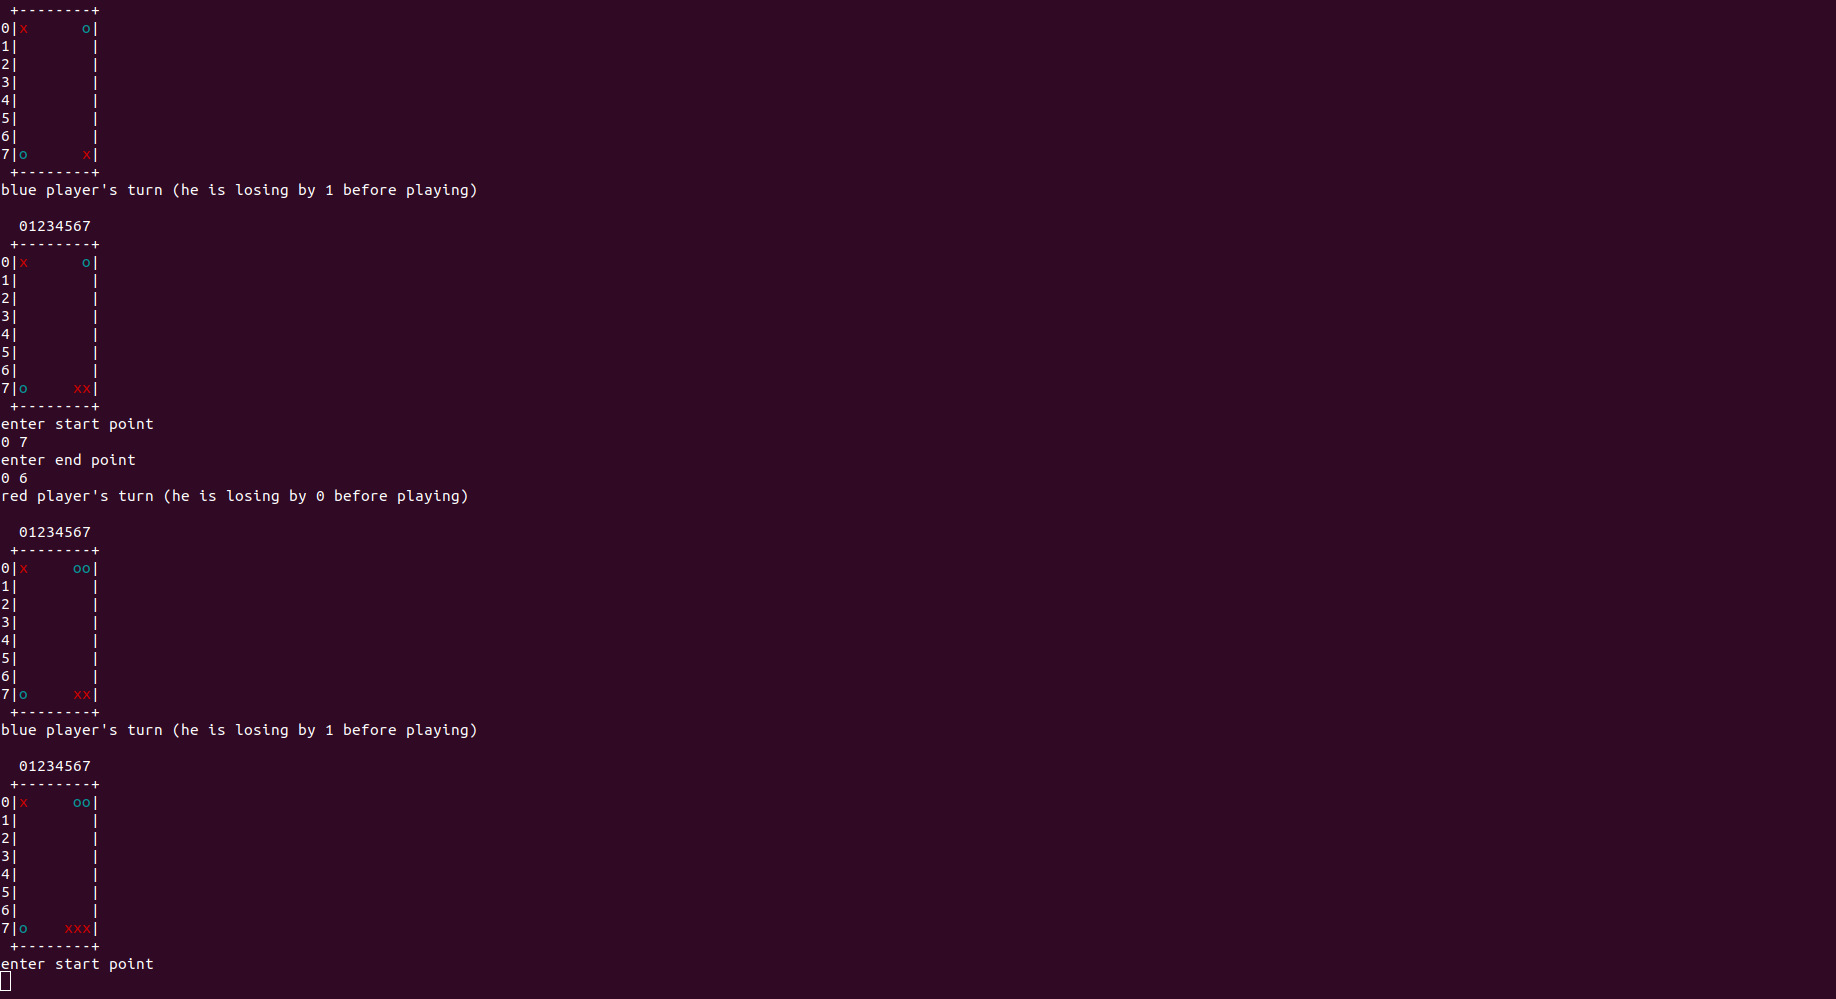 +--------+
0|x      o|
1|        |
2|        |
3|        |
4|        |
5|        |
6|        |
7|o      x|
 +--------+
blue player's turn (he is losing by 1 before playing)

  01234567
 +--------+
0|x      o|
1|        |
2|        |
3|        |
4|        |
5|        |
6|        |
7|o     xx|
 +--------+
enter start point
0 7
enter end point
0 6
red player's turn (he is losing by 0 before playing)

  01234567
 +--------+
0|x     oo|
1|        |
2|        |
3|        |
4|        |
5|        |
6|        |
7|o     xx|
 +--------+
blue player's turn (he is losing by 1 before playing)

  01234567
 +--------+
0|x     oo|
1|        |
2|        |
3|        |
4|        |
5|        |
6|        |
7|o    xxx|
 +--------+
enter start point